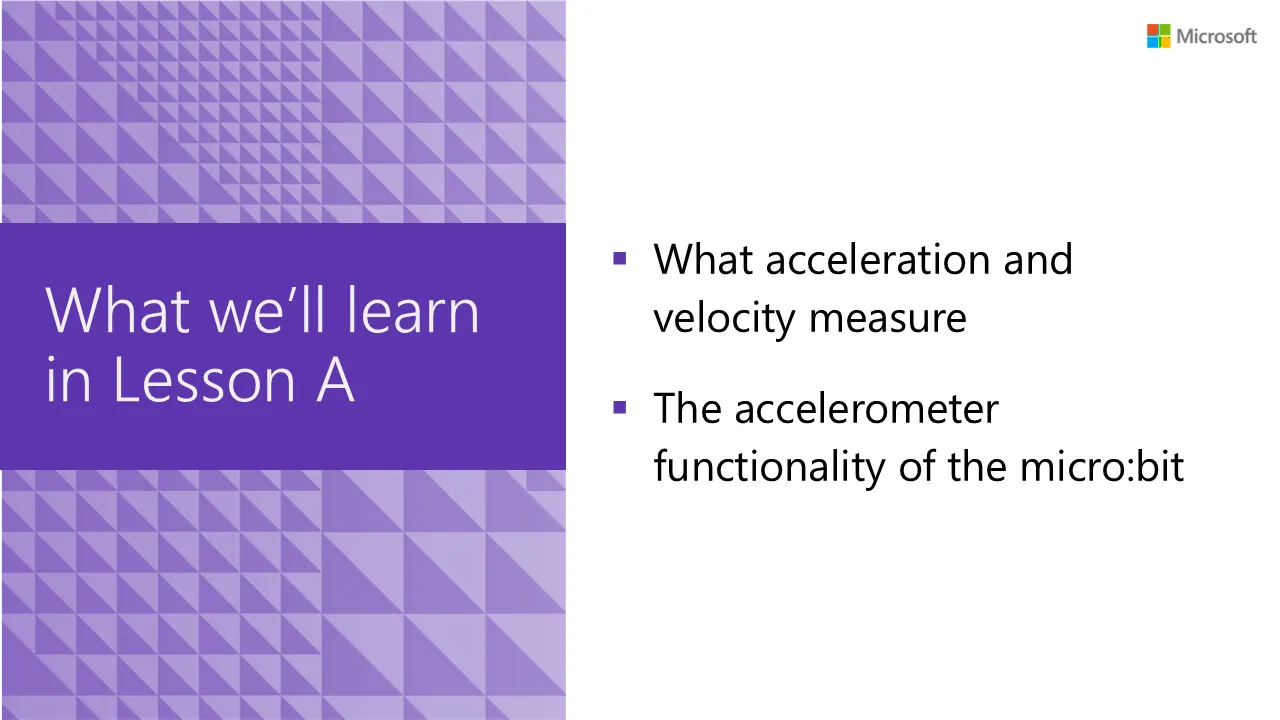 Microsoft
What we’ll learn
in Lesson A
▪ What acceleration and
velocity measure
▪ The accelerometer
functionality of the micro:bit